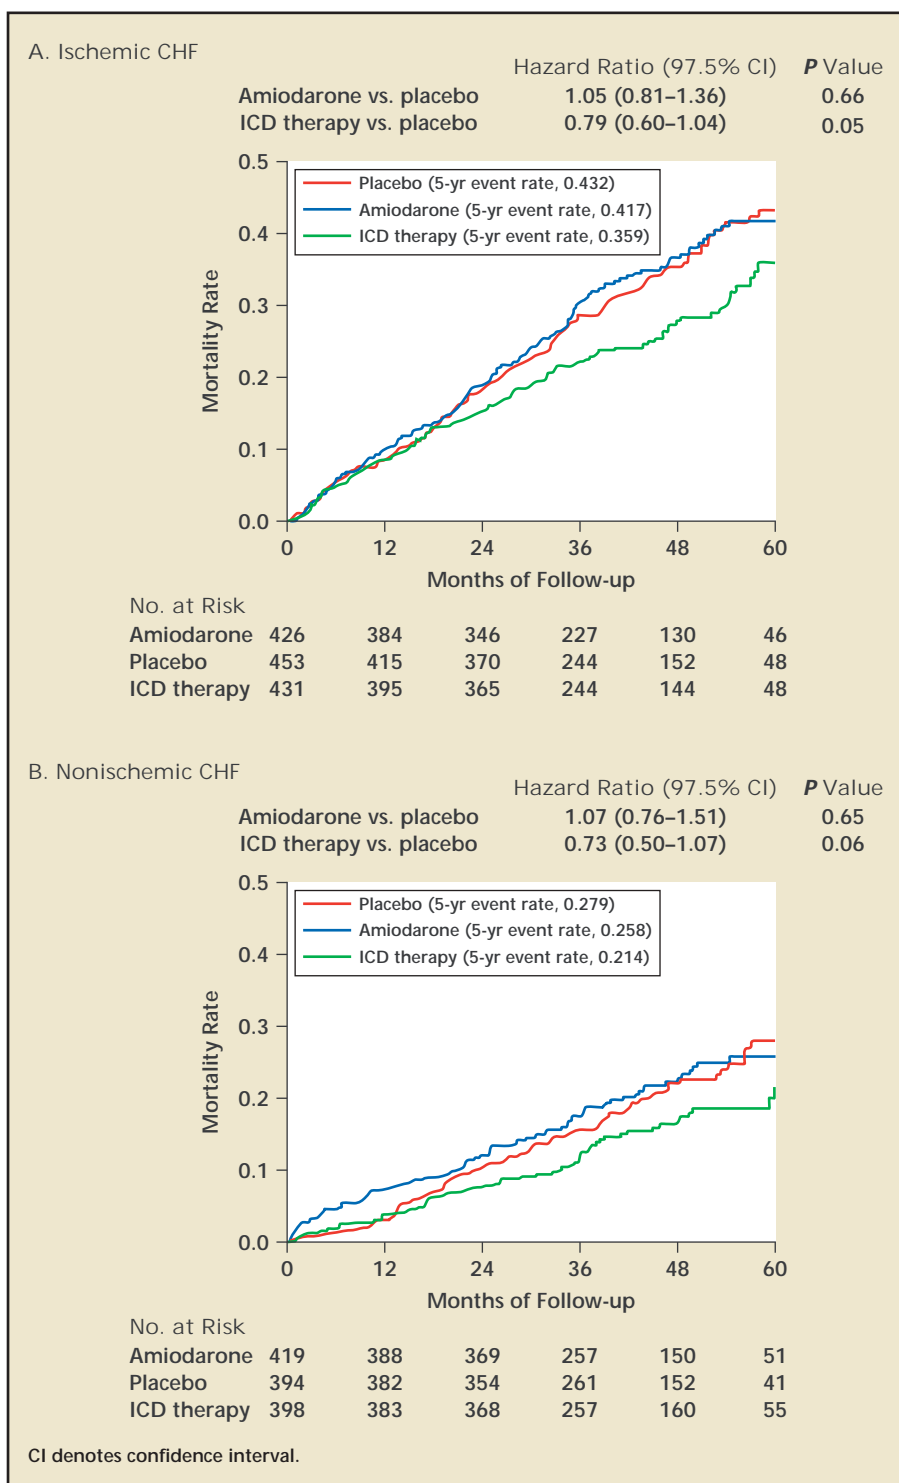 A. Ischemic CHF
Hazard Ratio (97.5% CI) P Value
Amiodarone vs. placebo 1.05 (0.81–1.36) 0.66
ICD therapy vs. placebo 0.79 (0.60–1.04) 0.05
0.5
0.4
0.3
0.2
0.1
0.0
Mortality Rate
Placebo (5-yr event rate, 0.432)
Amiodarone (5-yr event rate, 0.417)
ICD therapy (5-yr event rate, 0.359)
0 12 24 36 48 60
Months of Follow-up
No. at Risk
Amiodarone 426 384 346 227 130 46
Placebo 453 415 370 244 152 48
ICD therapy 431 395 365 244 144 48
B. Nonischemic CHF
Hazard Ratio (97.5% CI) P Value
Amiodarone vs. placebo 1.07 (0.76–1.51) 0.65
ICD therapy vs. placebo 0.73 (0.50–1.07) 0.06
0.5
0.4
0.3
0.2
0.1
0.0
Mortality Rate
Placebo (5-yr event rate, 0.279)
Amiodarone (5-yr event rate, 0.258)
ICD therapy (5-yr event rate, 0.214)
0 12 24 36 48 60
Months of Follow-up
No. at Risk
Amiodarone 419 388 369 257 150 51
Placebo 394 382 354 261 152 41
ICD therapy 398 383 368 257 160 55
CI denotes confidence interval.